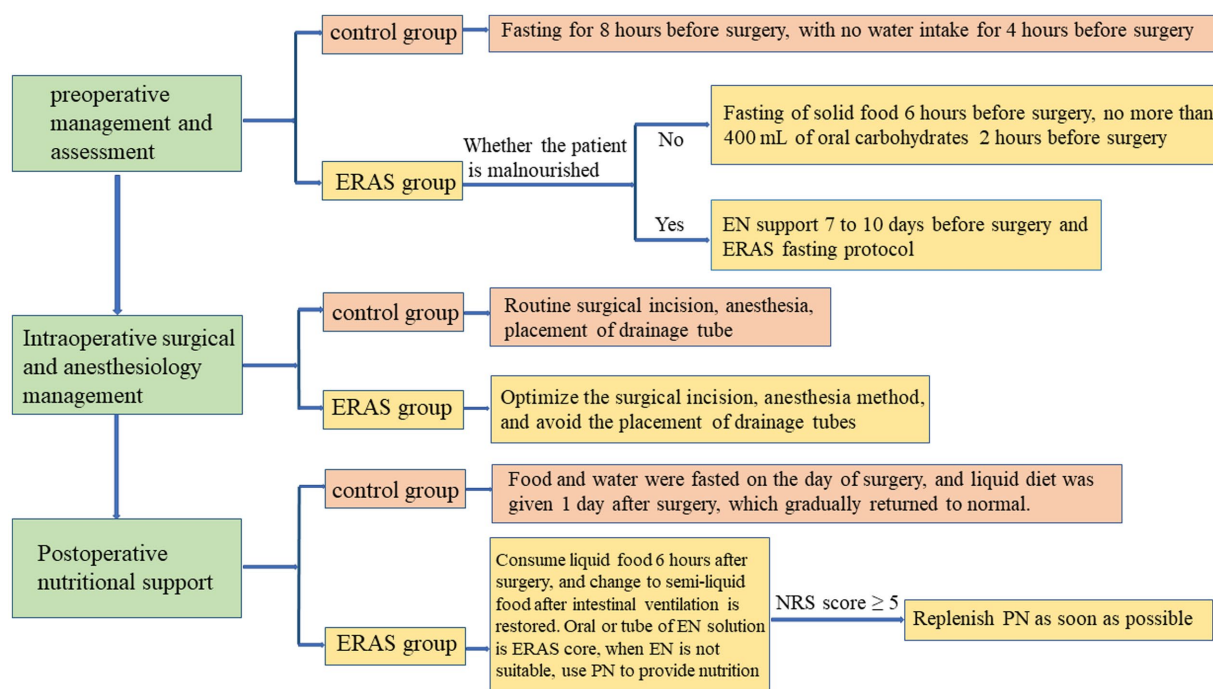 control group
Fasting for 8 hours before surgery, with no water intake for 4 hours before surgery
preoperative
management and
assessment
Whether the patient
is malnourished
No
Fasting of solid food 6 hours before surgery, no more than
400 mL of oral carbohydrates 2 hours before surgery
ERAS group
Yes
EN support 7 to 10 days before surgery and
ERAS fasting protocol
control group
Routine surgical incision, anesthesia,
placement of drainage tube
Intraoperative surgical
and anesthesiology
management
ERAS group
Optimize the surgical incision, anesthesia method,
and avoid the placement of drainage tubes
control group
Food and water were fasted on the day of surgery, and liquid diet was
given 1 day after surgery, which gradually returned to normal.
Postoperative
nutritional support
ERAS group
Consume liquid food 6 hours after
surgery, and change to semi-liquid
food after intestinal ventilation is
restored. Oral or tube of EN solution
is ERAS core, when EN is not
suitable, use PN to provide nutrition
NRS score ≥ 5
Replenish PN as soon as possible